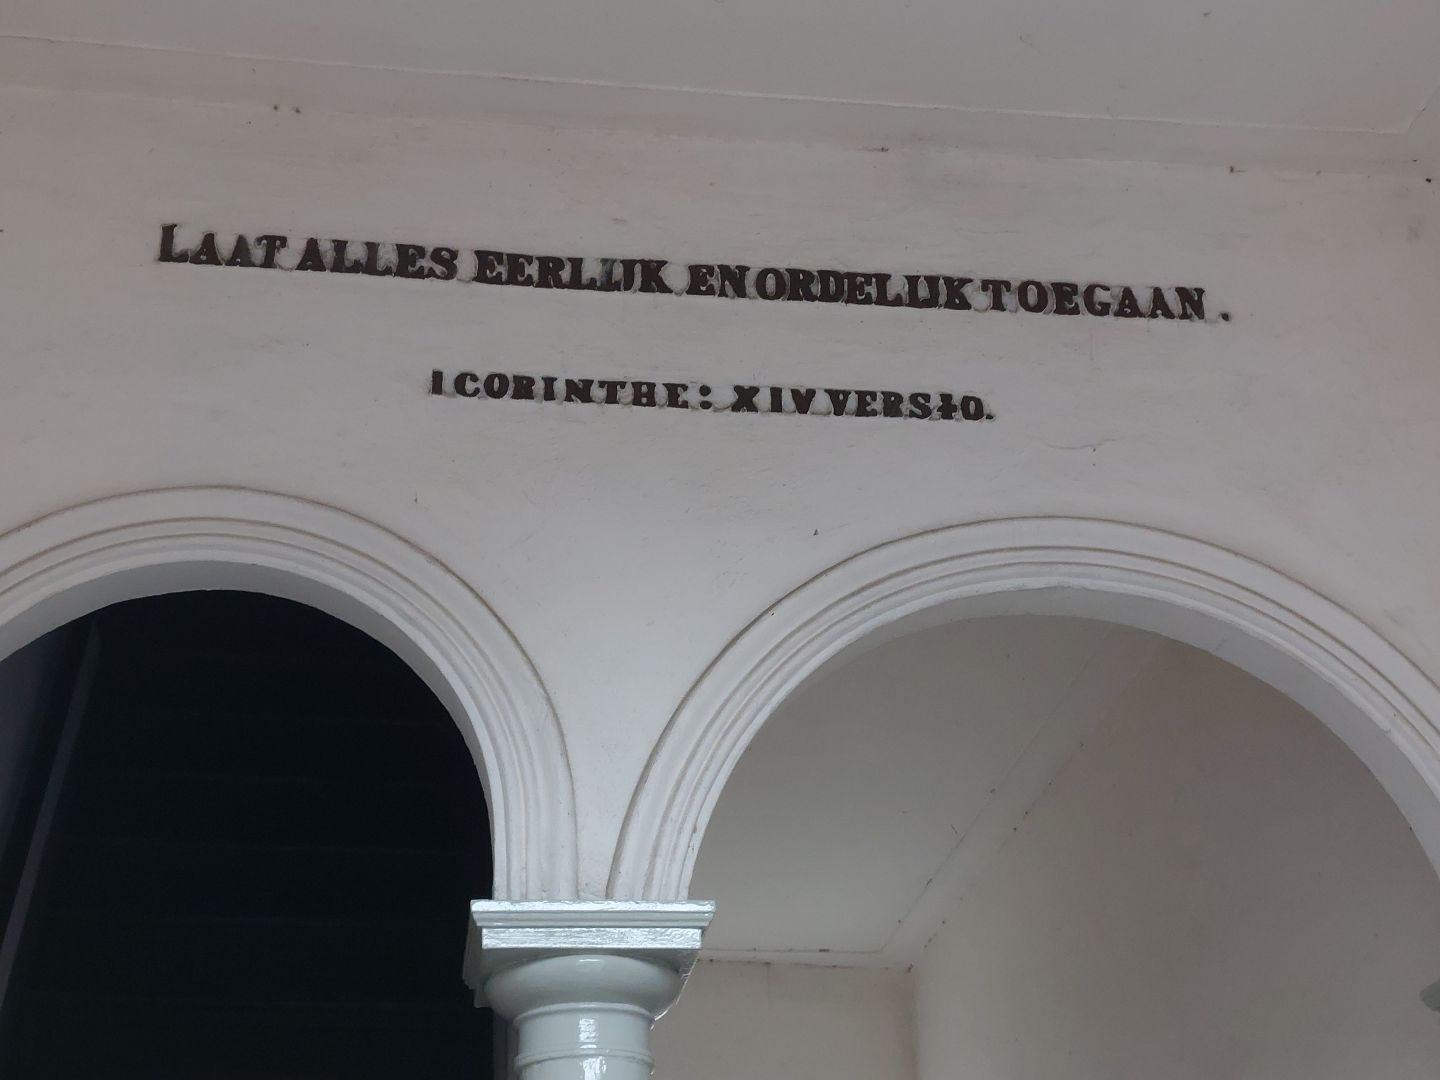 LAAT ALLES EERLIJK EN ORDELIJK TOEGAAN.
I CORINTHE: XIV VERS 40.